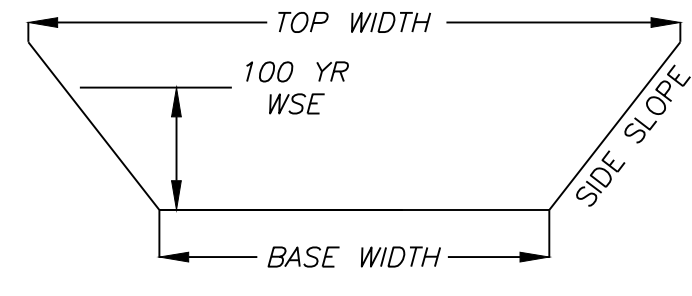 TOP WIDTH
100 YR
WSE
SIDE SLOPE
BASE WIDTH